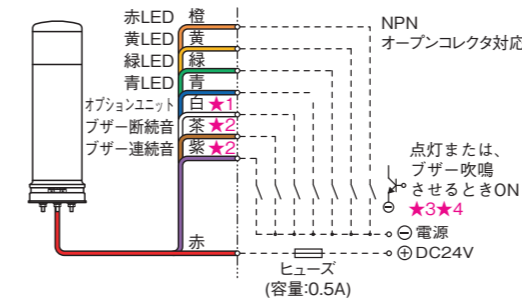 赤LED 橙
黄LED 黄
緑LED 緑
青LED 青
オプションユニット 白★1
ブザー断続音 茶★2
ブザー連続音 紫★2
赤
NPN
オープンコレクタ対応
点灯または、
ブザー吹鳴
させるときON
★3★4
⊖
⊖電源
⊕DC24V
ヒューズ
(容量:0.5A)